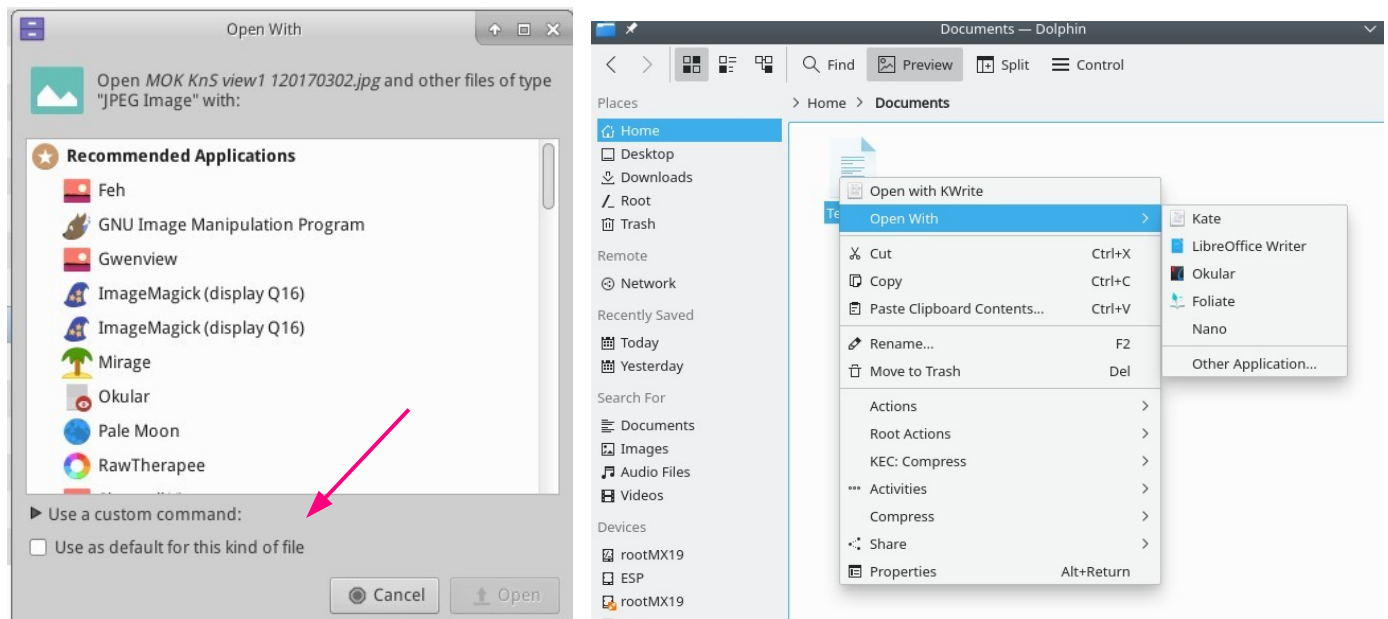 Open With
Open MOK KnS view1 120170302.jpg and other files of type
"JPEG Image" with:
Recommended Applications
Feh
GNU Image Manipulation Program
Gwenview
ImageMagick (display Q16)
ImageMagick (display Q16)
Mirage
Okular
Pale Moon
RawTherapee
Use a custom command:
Use as default for this kind of file
Cancel
Open
Documents — Dolphin
Find
Preview
Split
Control
Places
Home
Desktop
Downloads
Root
Trash
Remote
Network
Recently Saved
Today
Yesterday
Search For
Documents
Images
Audio Files
Videos
Devices
rootMX19
ESP
rootMX19
> Home > Documents
Te
Open with KWrite
Open With
Cut Ctrl+X
Copy Ctrl+C
Paste Clipboard Contents... Ctrl+V
Rename... F2
Move to Trash Del
Actions
Root Actions
KEC: Compress
Activities
Compress
Share
Properties Alt+Return
Kate
LibreOffice Writer
Okular
Foliate
Nano
Other Application...